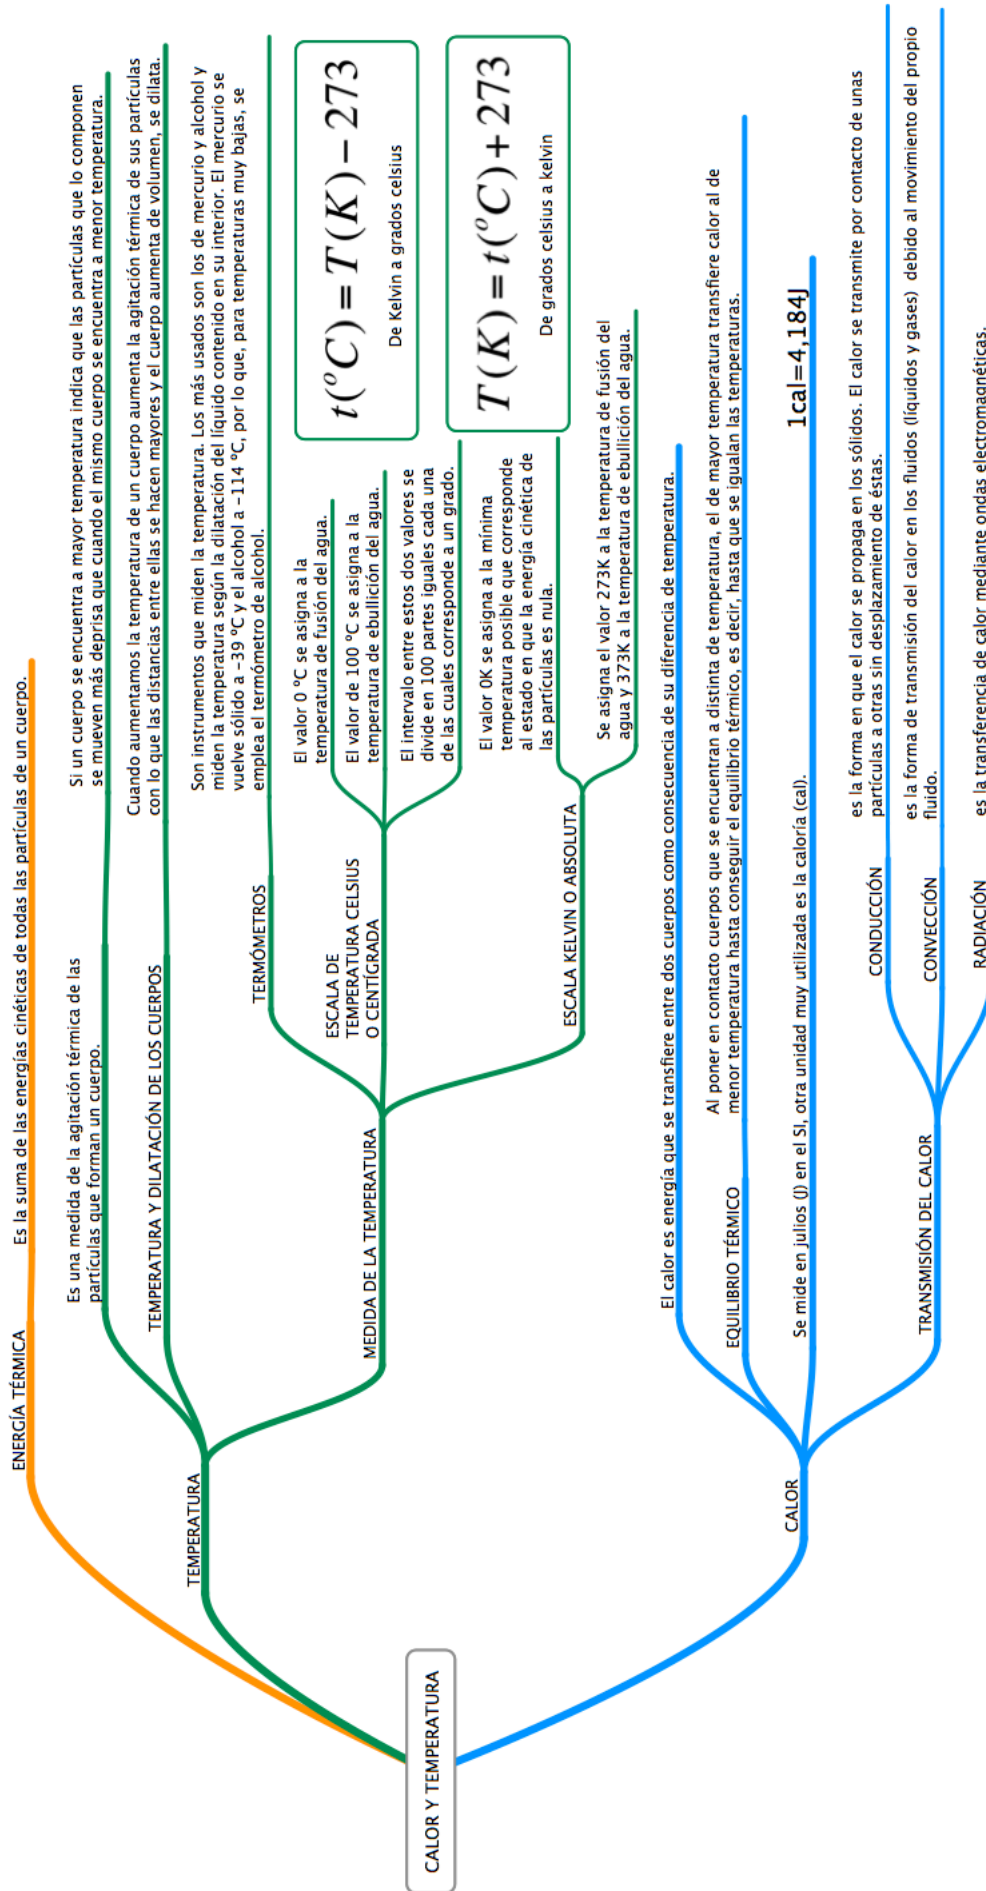 CALOR Y TEMPERATURA
ENERGÍA TÉRMICA
Es la suma de las energías cinéticas de todas las partículas de un cuerpo.
TEMPERATURA
Es una medida de la agitación térmica de las
partículas que forman un cuerpo.
Si un cuerpo se encuentra a mayor temperatura indica que las partículas que lo componen
se mueven más deprisa que cuando el mismo cuerpo se encuentra a menor temperatura.
TEMPERATURA Y DILATACIÓN DE LOS CUERPOS
Cuando aumentamos la temperatura de un cuerpo aumenta la agitación térmica de sus partículas
con lo que las distancias entre ellas se hacen mayores y el cuerpo aumenta de volumen, se dilata.
MEDIDA DE LA TEMPERATURA
TERMÓMETROS
Son instrumentos que miden la temperatura. Los más usados son los de mercurio y alcohol y
miden la temperatura según la dilatación del líquido contenido en su interior. El mercurio se
vuelve sólido a −39 ºC y el alcohol a −114 ºC, por lo que, para temperaturas muy bajas, se
emplea el termómetro de alcohol.
ESCALA DE
TEMPERATURA CELSIUS
O CENTÍGRADA
El valor 0 ºC se asigna a la
temperatura de fusión del agua.
El valor de 100 ºC se asigna a la
temperatura de ebullición del agua.
El intervalo entre estos dos valores se
divide en 100 partes iguales cada una
de las cuales corresponde a un grado.
t(ºC)=T(K)−273
De Kelvin a grados celsius
ESCALA KELVIN O ABSOLUTA
El valor 0K se asigna a la mínima
temperatura posible que corresponde
al estado en que la energía cinética de
las partículas es nula.
T(K)=t(ºC)+273
De grados celsius a kelvin
Se asigna el valor 273K a la temperatura de fusión del
agua y 373K a la temperatura de ebullición del agua.
CALOR
El calor es energía que se transfiere entre dos cuerpos como consecuencia de su diferencia de temperatura.
EQUILIBRIO TÉRMICO
Al poner en contacto cuerpos que se encuentran a distinta de temperatura, el de mayor temperatura transfiere calor al de
menor temperatura hasta conseguir el equilibrio térmico, es decir, hasta que se igualan las temperaturas.
Se mide en julios (J) en el SI, otra unidad muy utilizada es la caloría (cal).
1cal=4,184J
TRANSMISIÓN DEL CALOR
CONDUCCIÓN
es la forma en que el calor se propaga en los sólidos. El calor se transmite por contacto de unas
partículas a otras sin desplazamiento de éstas.
CONVECCIÓN
es la forma de transmisión del calor en los fluidos (líquidos y gases) debido al movimiento del propio
fluido.
RADIACIÓN
es la transferencia de calor mediante ondas electromagnéticas.